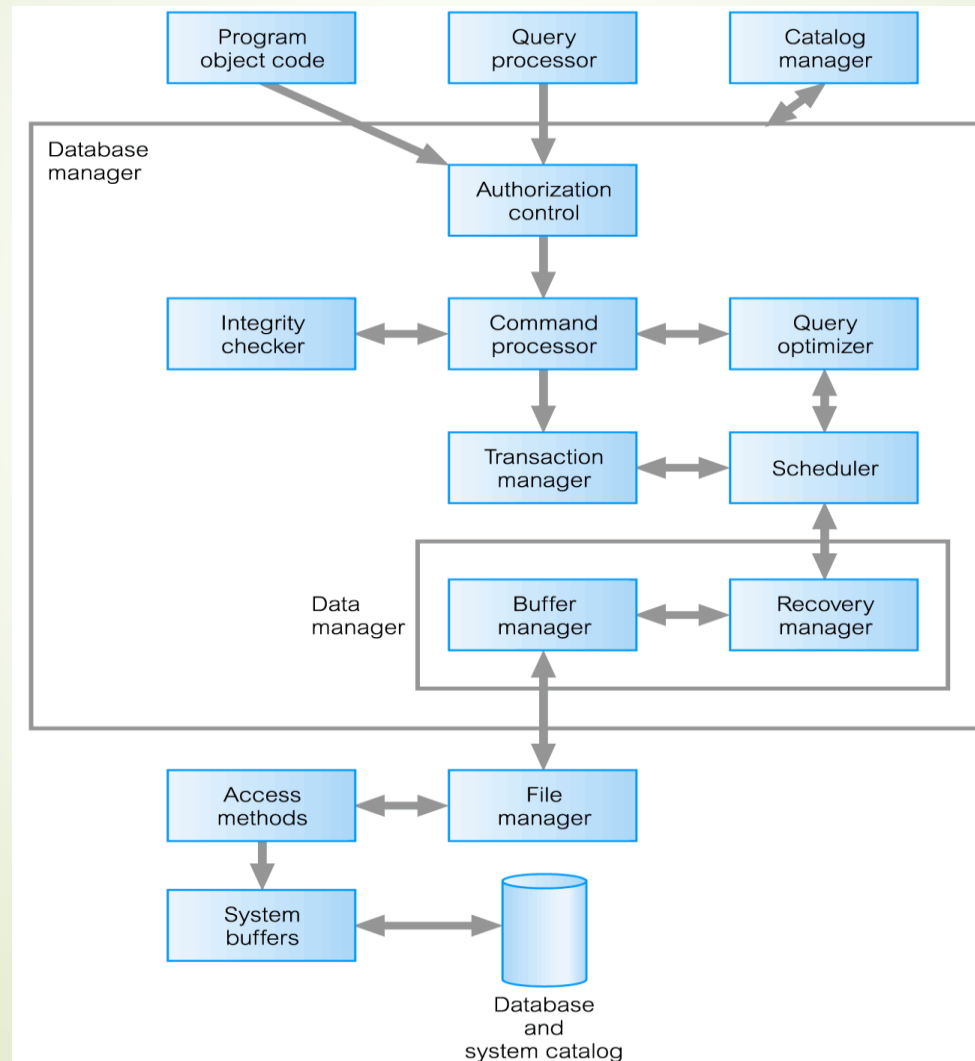 Program
object code
Query
processor
Catalog
manager
Database
manager
Authorization
control
Integrity
checker
Command
processor
Query
optimizer
Transaction
manager
Scheduler
Data
manager
Buffer
manager
Recovery
manager
Access
methods
File
manager
System
buffers
Database
and
system catalog